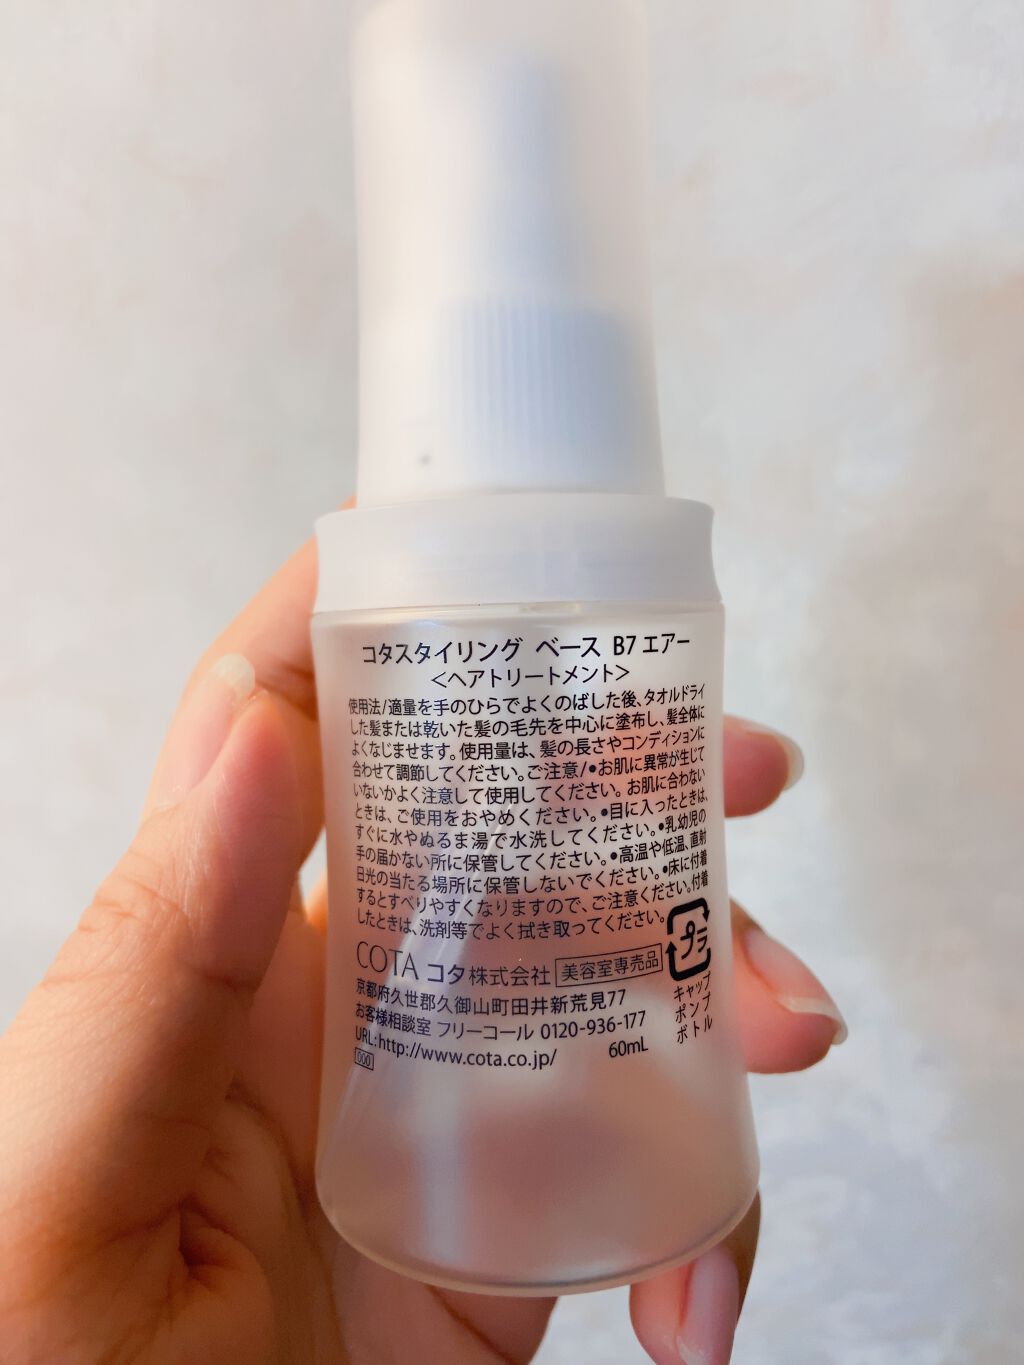 コタスタイリング ベース B7 エアー
＜ヘアトリートメント＞
使用法/適量を手のひらでよくのばした後、タオルドライ
した髪または乾いた髪の毛先を中心に塗布し、髪全体に
よくなじませます。使用量は、髪の長さやコンディションに
合わせて調節してください。ご注意/•お肌に異常が生じて
いないかよく注意して使用してください。お肌に合わない
ときは、ご使用をおやめください。•目に入ったときは、
すぐに水やぬるま湯で水洗してください。•乳幼児の
手の届かない所に保管してください。•高温や低温、直射
日光の当たる場所に保管しないでください。•床に付着
するとすべりやすくなりますので、ご注意ください。付着
したときは、洗剤等でよく拭き取ってください。
COTA コタ株式会社 美容室専売品
京都府久世郡久御山町田井新荒見77
お客様相談室 フリーコール 0120-936-177
URL:http://www.cota.co.jp/ 60mL
000
プラ
キャップ
ポンプ
ボトル